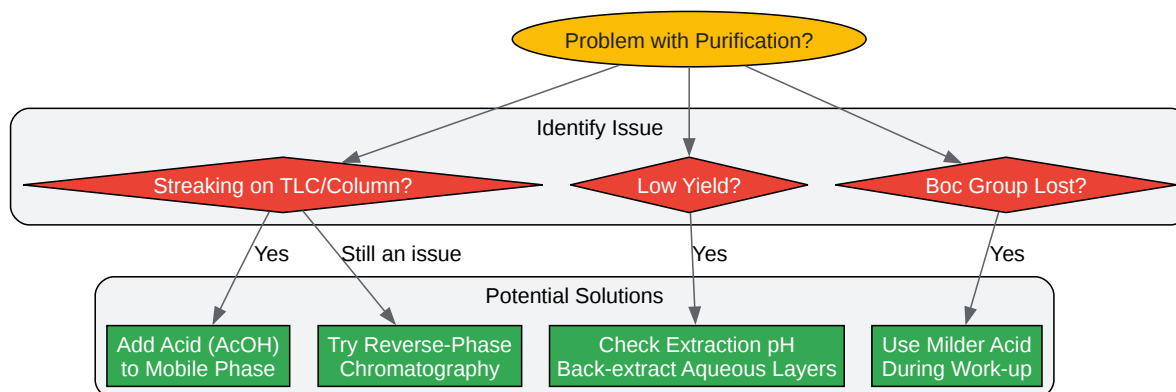 Problem with Purification?
Identify Issue
Streaking on TLC/Column?
Low Yield?
Boc Group Lost?
Yes
Still an issue
Yes
Yes
Potential Solutions
Add Acid (AcOH)
to Mobile Phase
Try Reverse-Phase
Chromatography
Check Extraction pH
Back-extract Aqueous Layers
Use Milder Acid
During Work-up